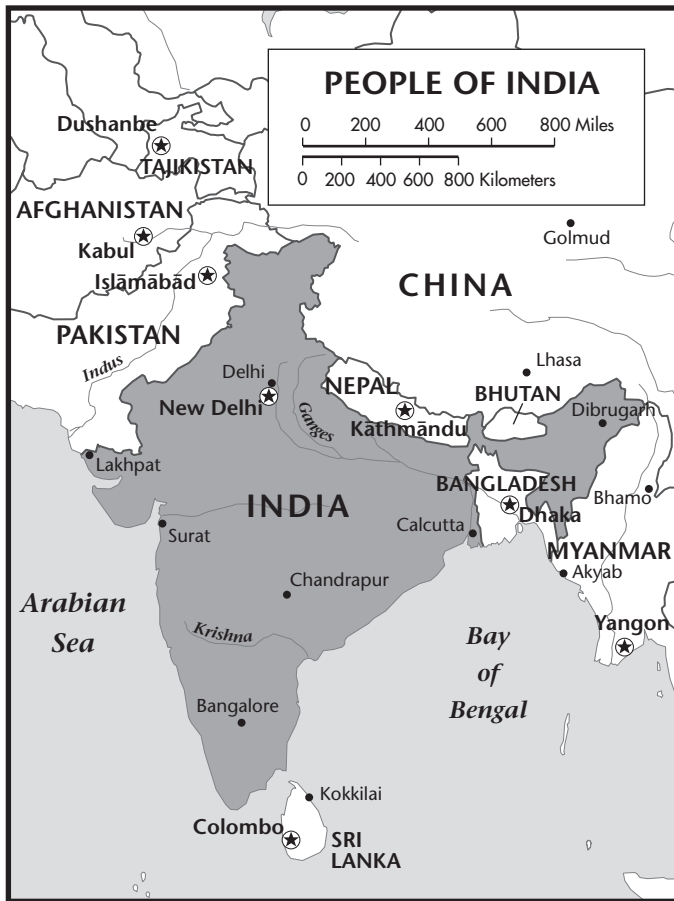 PEOPLE OF INDIA
0 200 400 600 800 Miles
0 200 400 600 800 Kilometers
Dushanbe
TAJIKISTAN
AFGHANISTAN
Kabul
Golmud
Islāmābād
CHINA
PAKISTAN
Indus
Delhi
Lhasa
NEPAL
BHUTAN
New Delhi
Ganges
Kāthmāndu
Dibrugarh
Lakhpat
BANGLADESH
INDIA
Dhaka
Bhamo
Surat
Calcutta
MYANMAR
Chandrapur
Akyab
Arabian
Sea
Krishna
Yangon
Bay
of
Bengal
Bangalore
Kokkilai
Colombo
SRI
LANKA